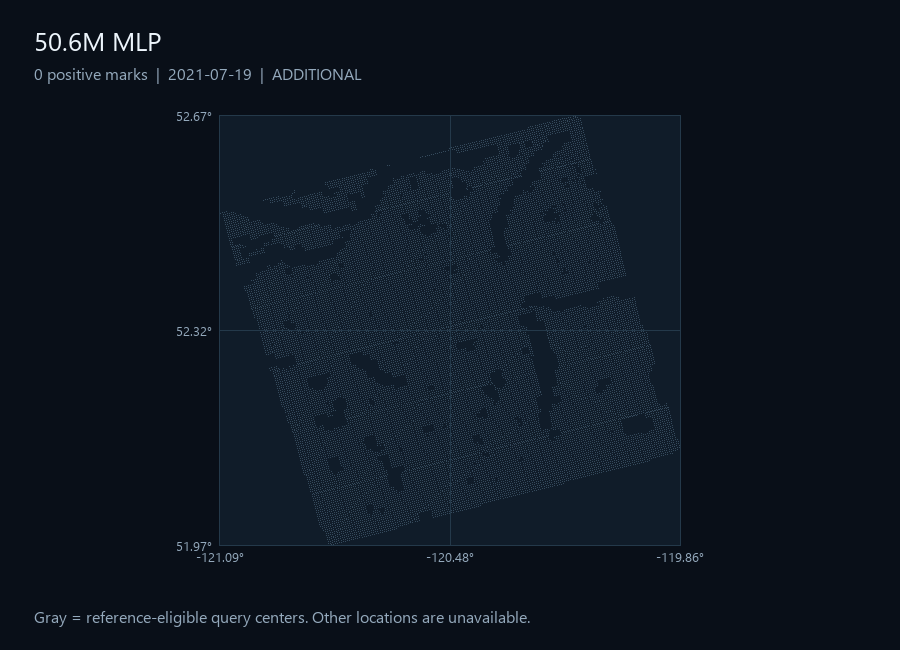 50.6M MLP
0 positive marks | 2021-07-19 | ADDITIONAL
52.67°
52.32°
51.97°
-121.09° -120.48° -119.86°
Gray = reference-eligible query centers. Other locations are unavailable.